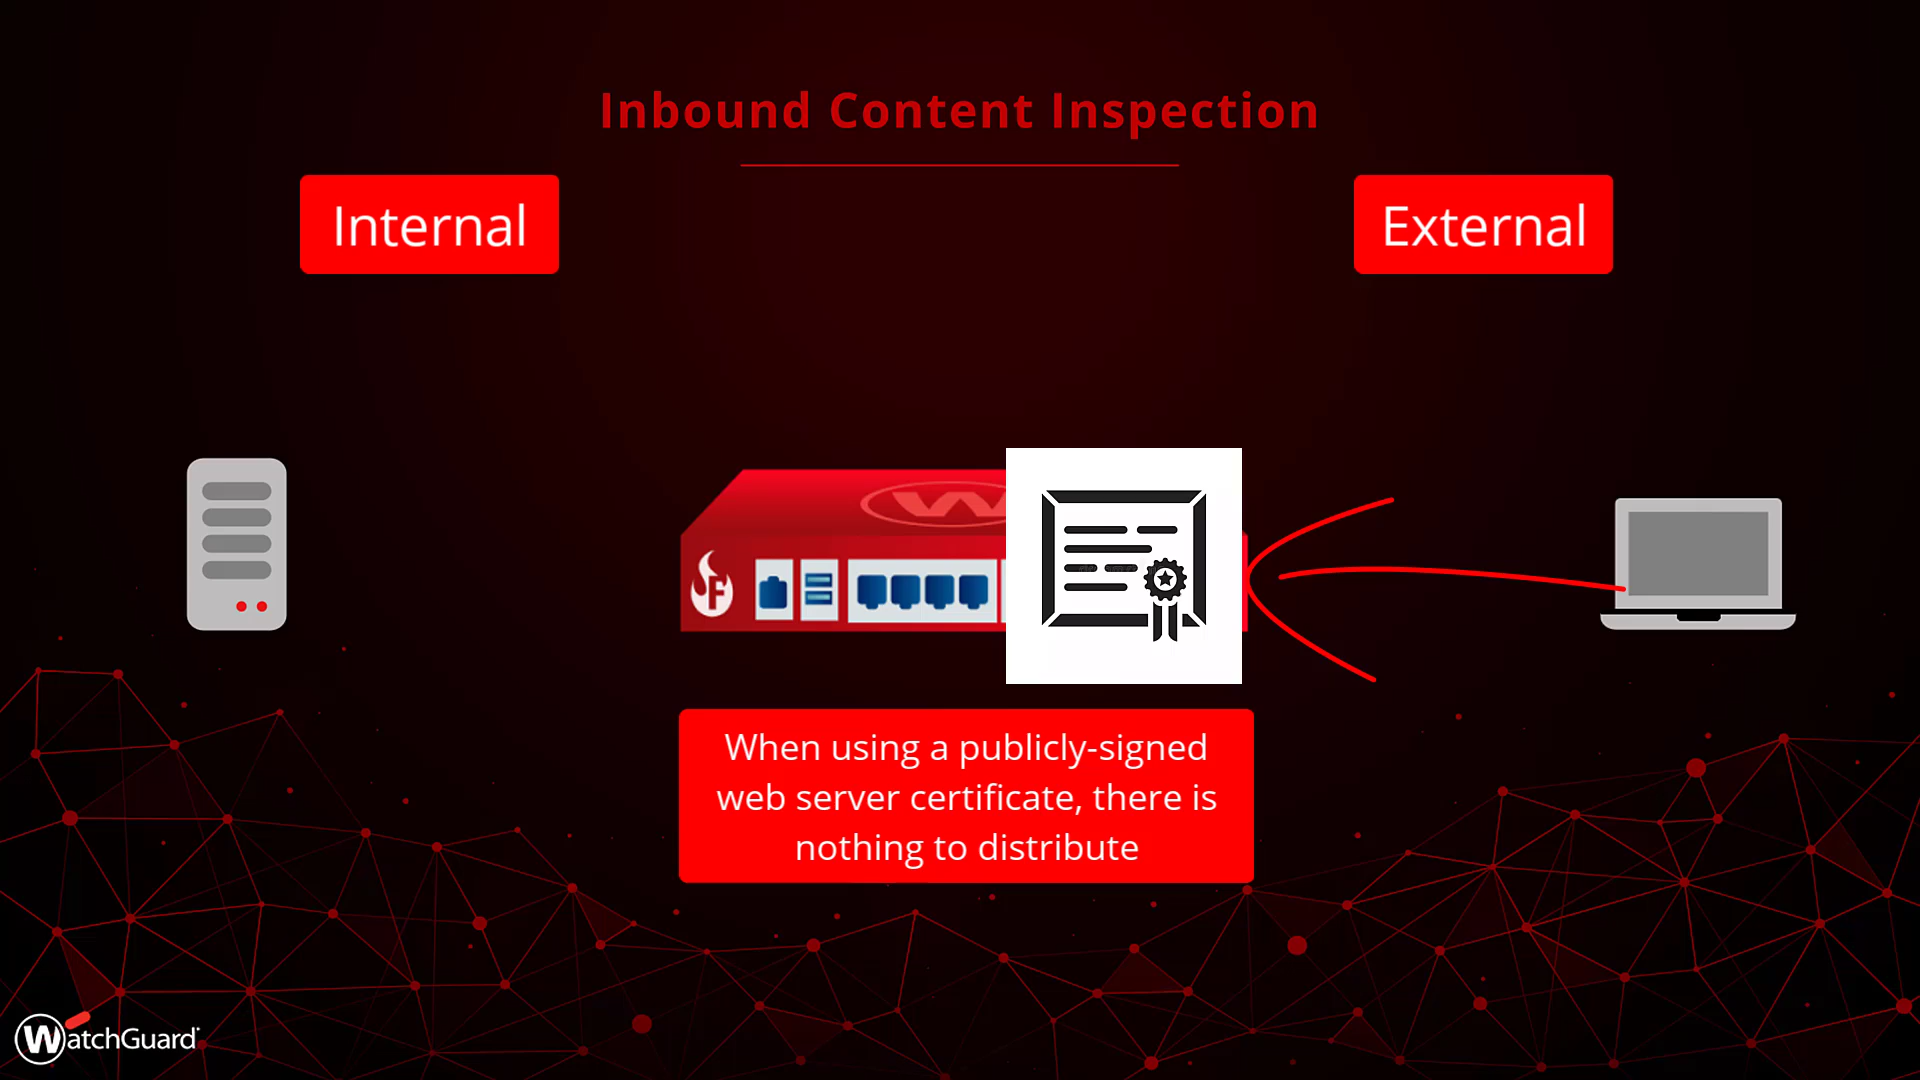 Inbound Content Inspection
Internal
External
When using a publicly-signed
web server certificate, there is
nothing to distribute
WatchGuard